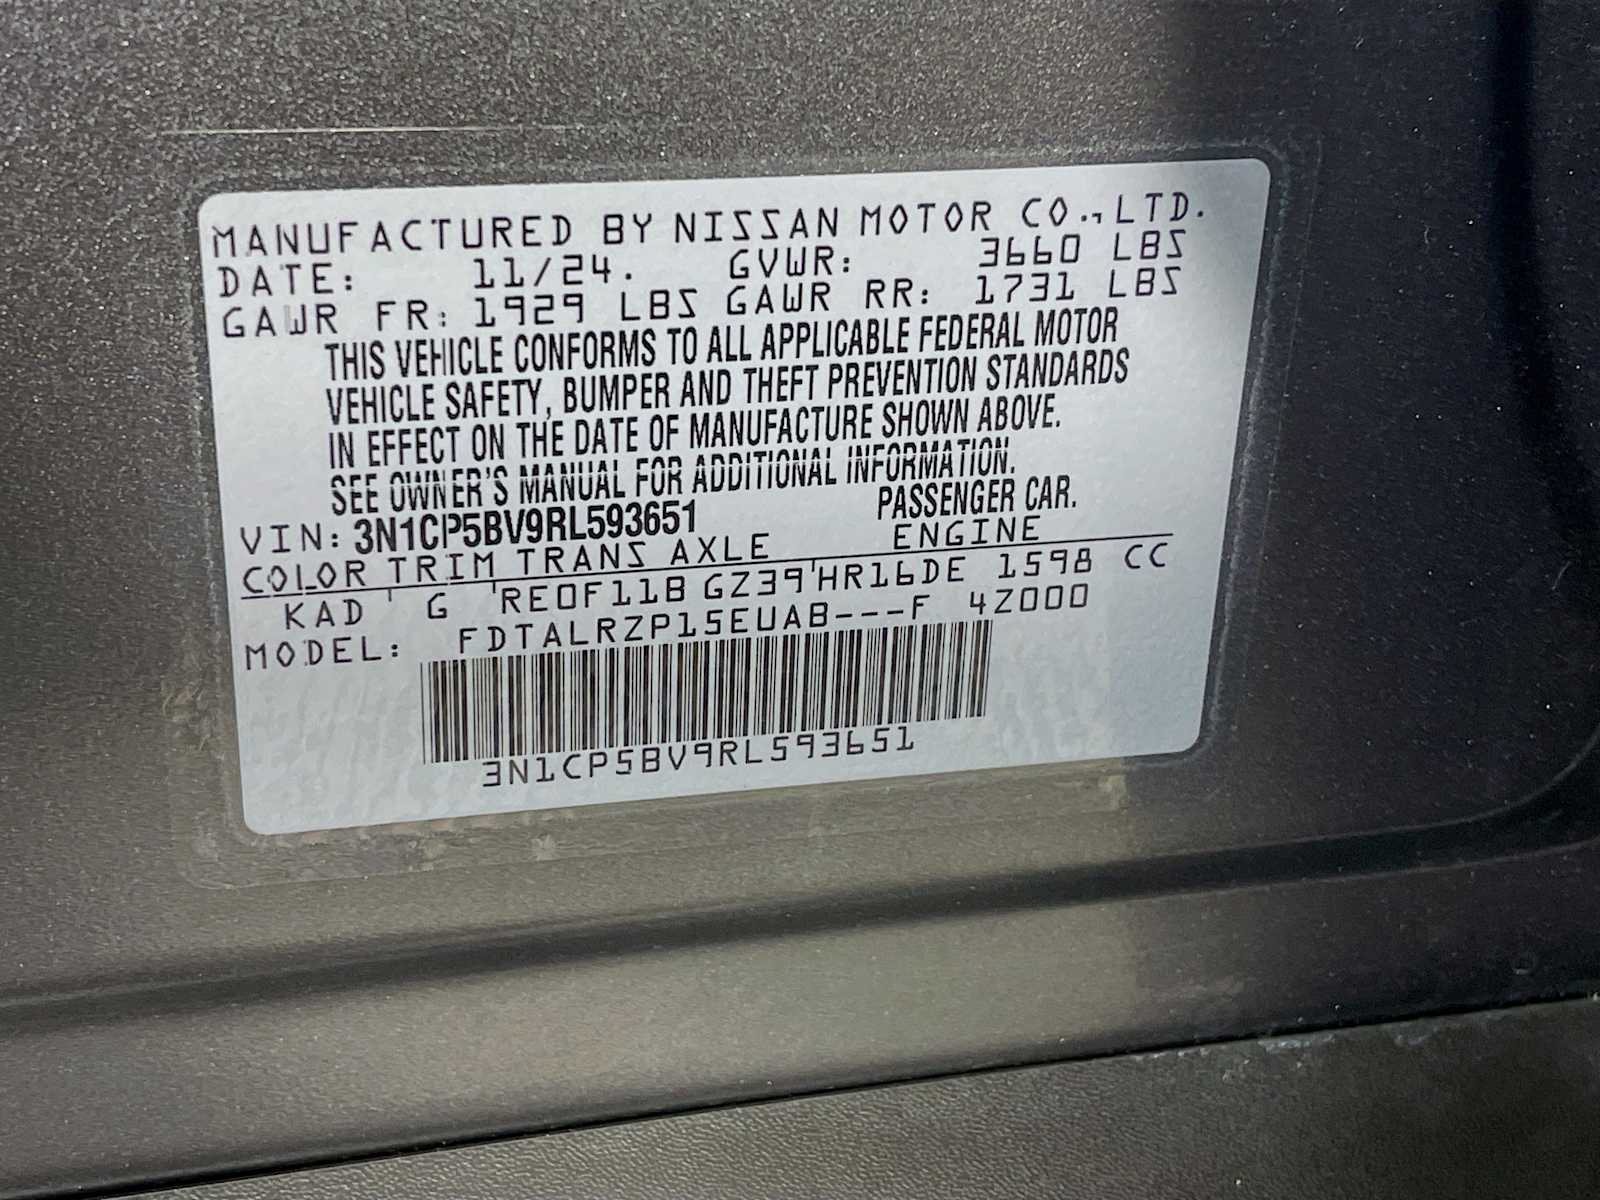 MANUFACTURED BY NISSAN MOTOR CO.,LTD.
DATE: 11/24. GVWR: 3660 LBS
GAWR FR: 1929 LBS GAWR RR: 1731 LBS
THIS VEHICLE CONFORMS TO ALL APPLICABLE FEDERAL MOTOR
VEHICLE SAFETY, BUMPER AND THEFT PREVENTION STANDARDS
IN EFFECT ON THE DATE OF MANUFACTURE SHOWN ABOVE.
SEE OWNER'S MANUAL FOR ADDITIONAL INFORMATION.
VIN: 3N1CP5BV9RL593651 PASSENGER CAR.
COLOR TRIM TRANS AXLE ENGINE
KAD ' G 'RE0F11B GZ39'HR16DE 1598 CC
MODEL: FDTALRZP15EUAB---F 4Z000
3N1CP5BV9RL593651